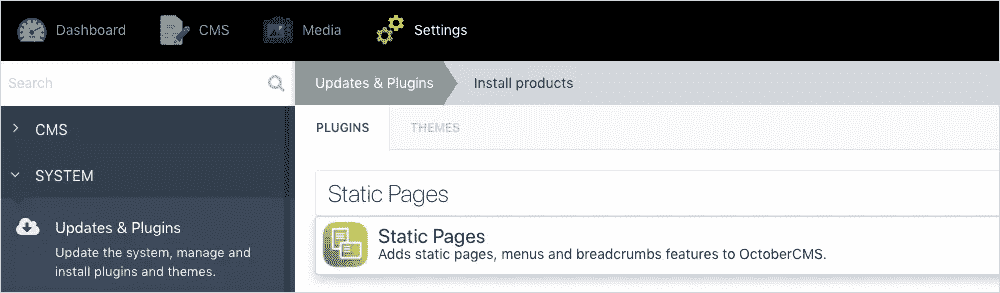 Dashboard CMS Media Settings
Search
Updates & Plugins Install products
CMS
PLUGINS THEMES
SYSTEM
Static Pages
Updates & Plugins
Update the system, manage and
install plugins and themes.
Static Pages
Adds static pages, menus and breadcrumbs features to OctoberCMS.